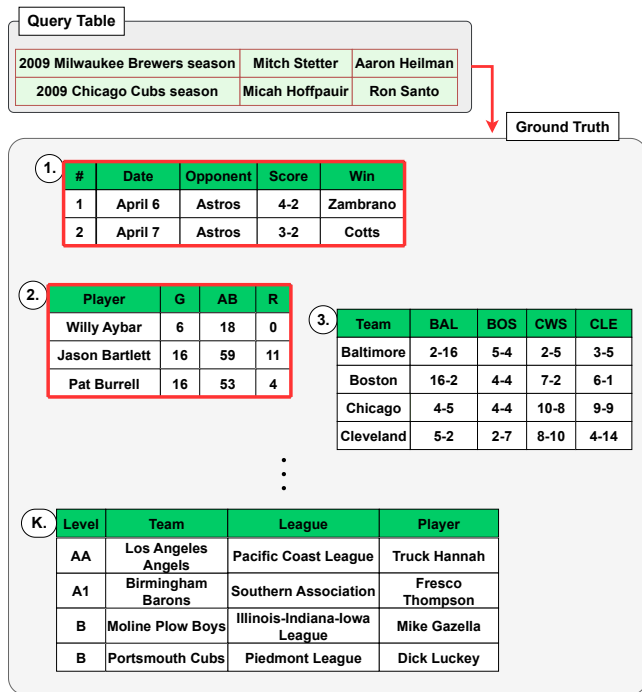 Query Table
2009 Milwaukee Brewers season Mitch Stetter Aaron Heilman
2009 Chicago Cubs season Micah Hoffpauir Ron Santo
Ground Truth
1.
# Date Opponent Score Win
1 April 6 Astros 4-2 Zambrano
2 April 7 Astros 3-2 Cotts
2.
Player G AB R
Willy Aybar 6 18 0
Jason Bartlett 16 59 11
Pat Burrell 16 53 4
3.
Team BAL BOS CWS CLE
Baltimore 2-16 5-4 2-5 3-5
Boston 16-2 4-4 7-2 6-1
Chicago 4-5 4-4 10-8 9-9
Cleveland 5-2 2-7 8-10 4-14
K.
Level Team League Player
AA Los Angeles Angels Pacific Coast League Truck Hannah
A1 Birmingham Barons Southern Association Fresco Thompson
B Moline Plow Boys Illinois-Indiana-Iowa League Mike Gazella
B Portsmouth Cubs Piedmont League Dick Luckey